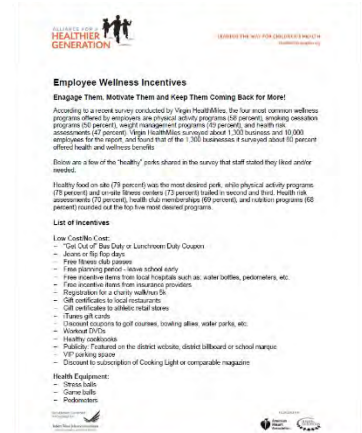 ALLIANCE FOR A
HEALTHIER
GENERATION
LEADING THE WAY FOR CHILDREN'S HEALTH
Employee Wellness Incentives
Enagage Them, Motivate Them and Keep Them Coming Back for More!
According to a recent survey conducted by Virgin HealthMiles, the four most common wellness
programs offered by employers are physical activity programs (58 percent), smoking cessation
programs (50 percent), weight management programs (49 percent), and health risk
assessments (47 percent). Virgin HealthMiles surveyed about 1,300 business and 10,000
employees for the report, and found that of the 1,300 businesses it surveyed about 80 percent
offered health and wellness benefits
Below are a few of the "healthy" perks shared in the survey that staff stated they liked and/or
needed.
Healthy food on-site (79 percent) was the most desired perk, while physical activity programs
(78 percent) and on-site fitness centers (73 percent) trailed in second and third. Health risk
assessments (70 percent), health club memberships (69 percent), and nutrition programs (68
percent) rounded out the top five most desired programs.
List of Incentives
Low Cost/No Cost:
- "Get Out of" Bus Duty or Lunchroom Duty Coupon
- Jeans or flip flop days
- Free fitness club passes
- Free planning period - leave school early
- Free incentive items from local hospitals such as: water bottles, pedometers, etc.
- Free incentive items from insurance providers
- Registration for a charity walk/run 5k
- Gift certificates to local restaurants
- Gift certificates to athletic retail stores
- iTunes gift cards
- Discount coupons to golf courses, bowling allies, water parks, etc.
- Workout DVDs
- Healthy cookbooks
- Publicity: Featured on the district website, district billboard or school marque
- VIP parking space
- Discount to subscription of Cooking Light or comparable magazine
Health Equipment:
- Stress balls
- Game balls
- Pedometers
American
Heart
Association